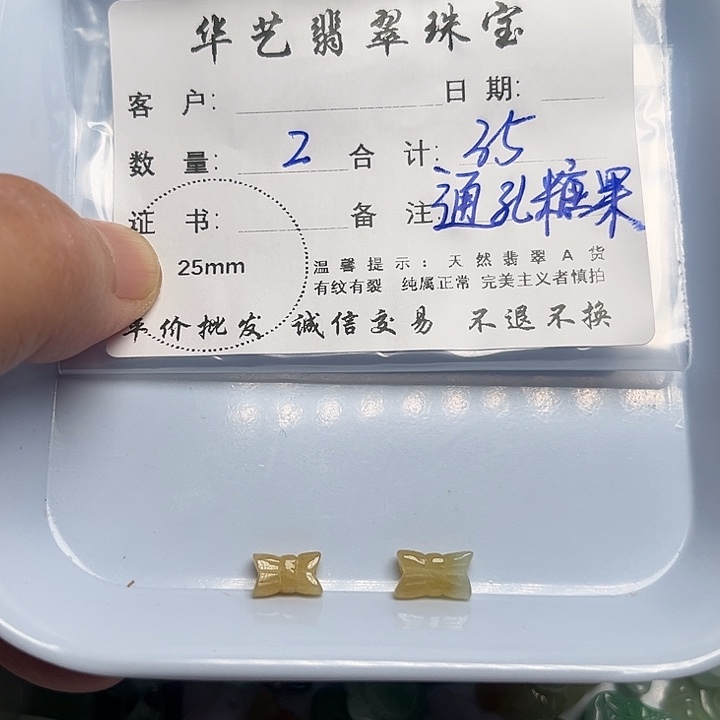 华艺翡翠珠宝
客 户: 日 期:
数 量: 2 合 计: 35
证 书: 备 注 通孔糖果
25mm
温馨提示: 天然翡翠A货
有纹有裂 纯属正常 完美主义者慎拍
平价批发 诚信交易 不退不换